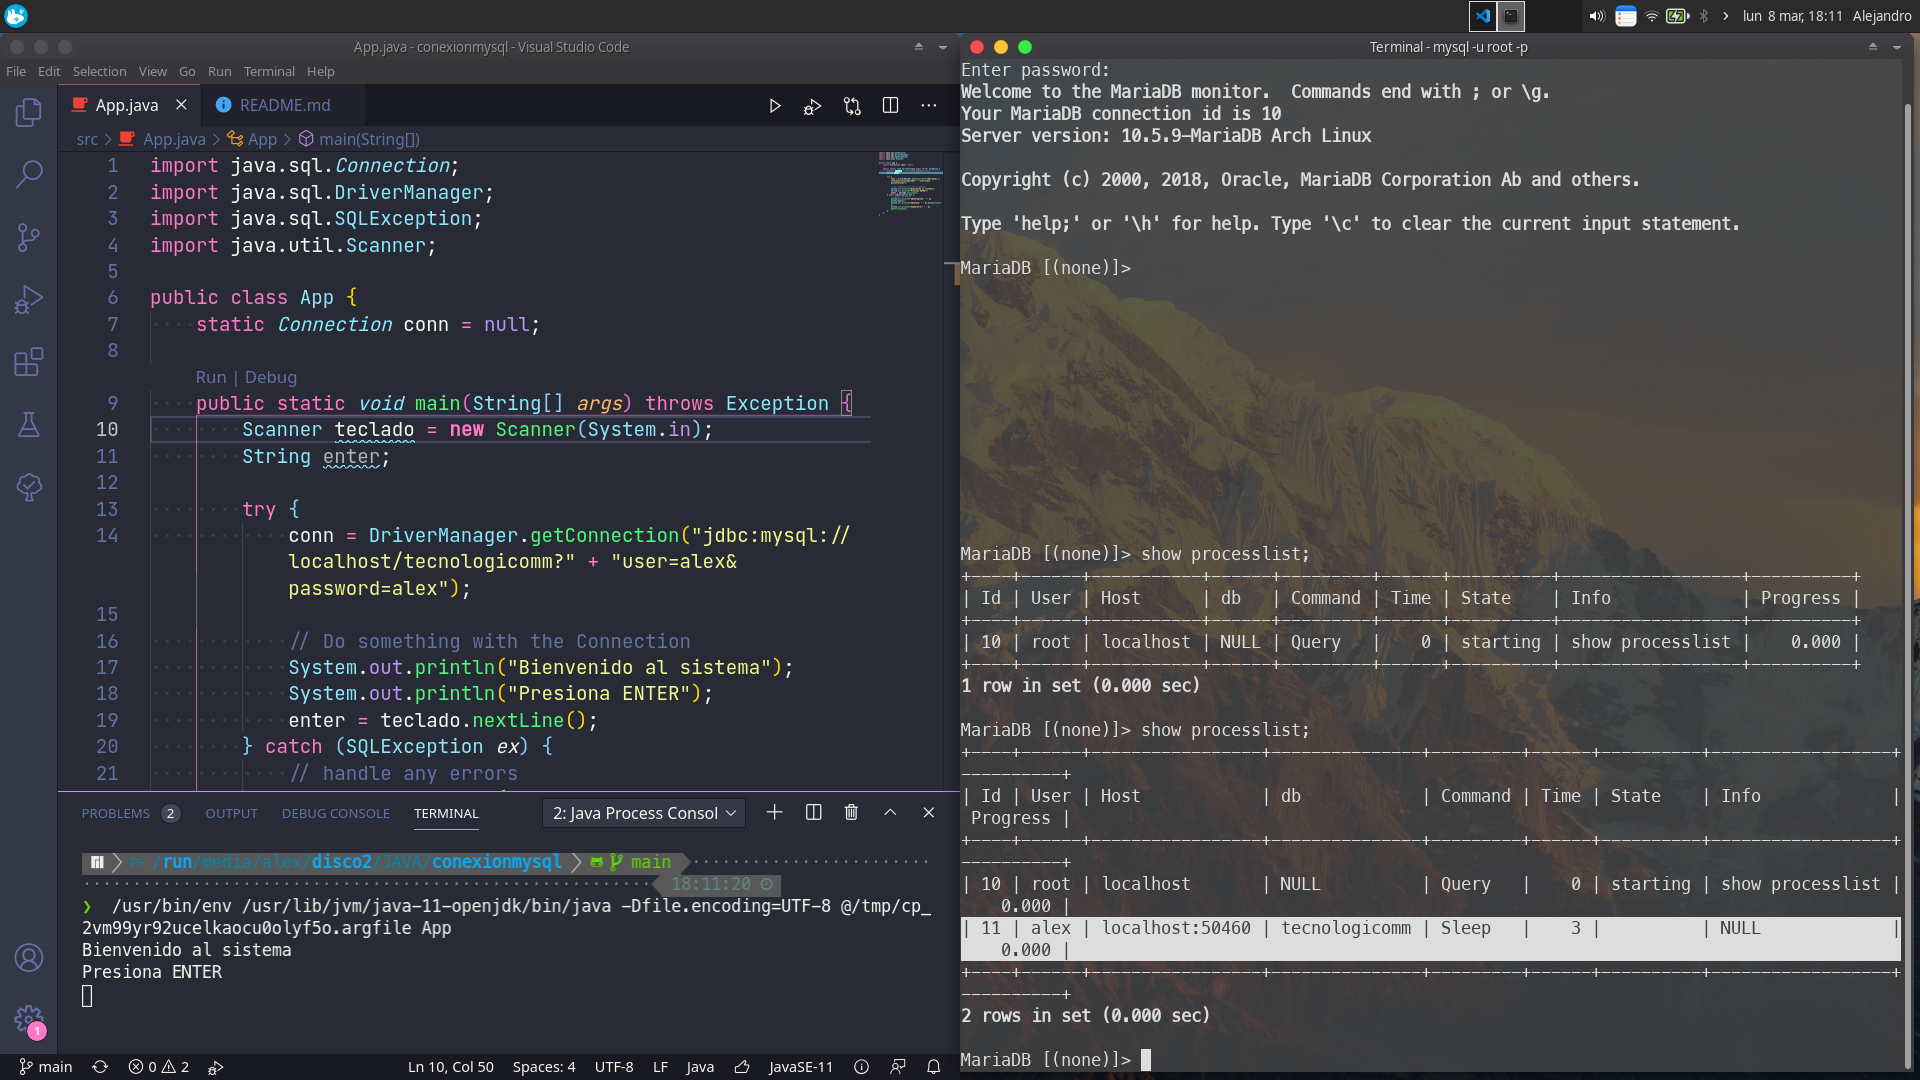 lun 8 mar, 18:11 Alejandro
App.java - conexionmysql - Visual Studio Code
File Edit Selection View Go Run Terminal Help
App.java README.md
src > App.java > App > main(String[])
1 import java.sql.Connection;
2 import java.sql.DriverManager;
3 import java.sql.SQLException;
4 import java.util.Scanner;
5
6 public class App {
7 static Connection conn = null;
8
Run | Debug
9 public static void main(String[] args) throws Exception {
10 Scanner teclado = new Scanner(System.in);
11 String enter;
12
13 try {
14 conn = DriverManager.getConnection("jdbc:mysql://
localhost/tecnologicomm?" + "user=alex&
password=alex");
15
16 // Do something with the Connection
17 System.out.println("Bienvenido al sistema");
18 System.out.println("Presiona ENTER");
19 enter = teclado.nextLine();
20 } catch (SQLException ex) {
21 // handle any errors
PROBLEMS 2 OUTPUT DEBUG CONSOLE TERMINAL 2: Java Process Consol
/run/media/alex/disco2/JAVA/conexionmysql main
18:11:20
❯ /usr/bin/env /usr/lib/jvm/java-11-openjdk/bin/java -Dfile.encoding=UTF-8 @/tmp/cp_
2vm99yr92ucelkaocu0olyf5o.argfile App
Bienvenido al sistema
Presiona ENTER
1
main 0 2 Ln 10, Col 50 Spaces: 4 UTF-8 LF Java JavaSE-11
Terminal - mysql -u root -p
Enter password:
Welcome to the MariaDB monitor.  Commands end with ; or \g.
Your MariaDB connection id is 10
Server version: 10.5.9-MariaDB Arch Linux
Copyright (c) 2000, 2018, Oracle, MariaDB Corporation Ab and others.
Type 'help;' or '\h' for help. Type '\c' to clear the current input statement.
MariaDB [(none)]>
MariaDB [(none)]> show processlist;
+----+------+-----------+------+---------+------+----------+------------------+----------+
| Id | User | Host      | db   | Command | Time | State    | Info             | Progress |
+----+------+-----------+------+---------+------+----------+------------------+----------+
| 10 | root | localhost | NULL | Query   |    0 | starting | show processlist |    0.000 |
+----+------+-----------+------+---------+------+----------+------------------+----------+
1 row in set (0.000 sec)
MariaDB [(none)]> show processlist;
+----+------+-----------------+---------------+---------+------+----------+------------------+
----------+
| Id | User | Host            | db            | Command | Time | State    | Info             |
Progress |
+----+------+-----------------+---------------+---------+------+----------+------------------+
----------+
| 10 | root | localhost       | NULL          | Query   |    0 | starting | show processlist |
0.000 |
| 11 | alex | localhost:50460 | tecnologicomm | Sleep   |    3 |          | NULL             |
0.000 |
+----+------+-----------------+---------------+---------+------+----------+------------------+
----------+
2 rows in set (0.000 sec)
MariaDB [(none)]>